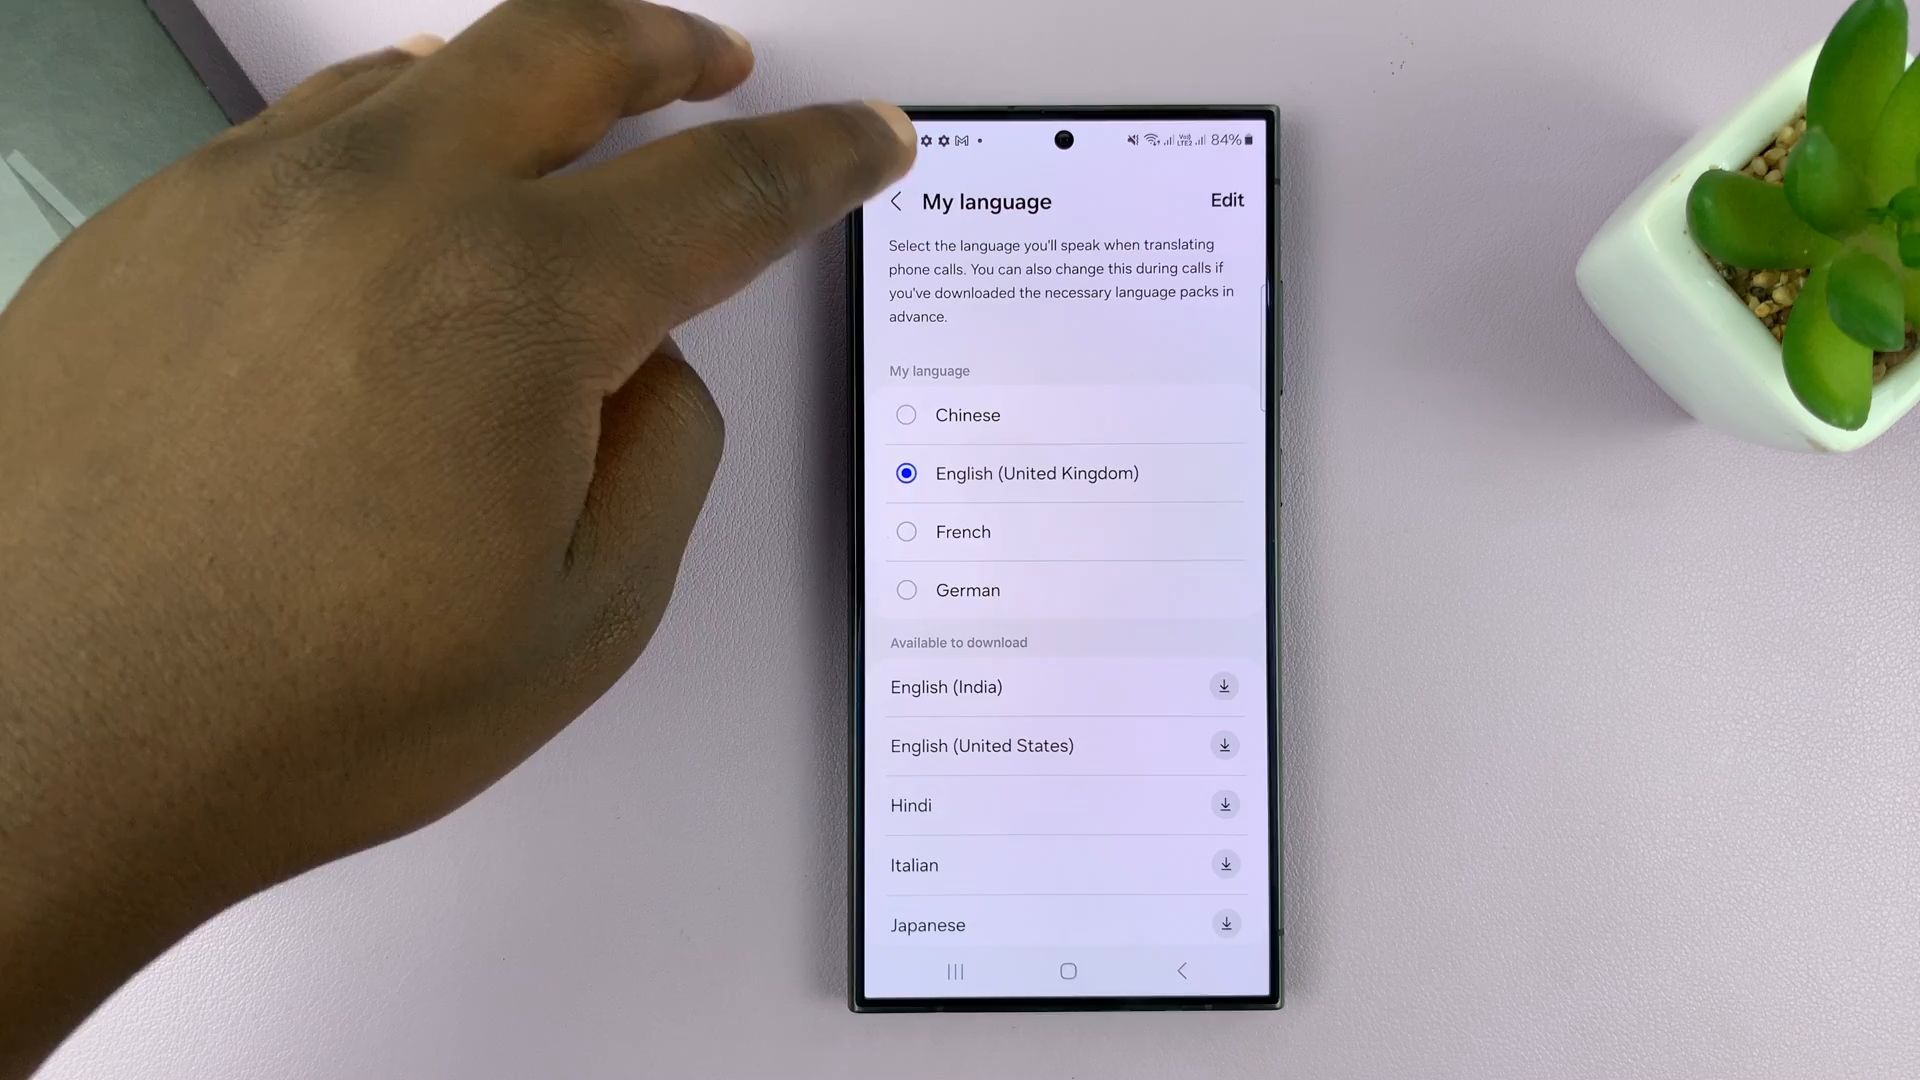 84%
My language
Edit
Select the language you'll speak when translating
phone calls. You can also change this during calls if
you've downloaded the necessary language packs in
advance.
My language
Chinese
English (United Kingdom)
French
German
Available to download
English (India)
English (United States)
Hindi
Italian
Japanese